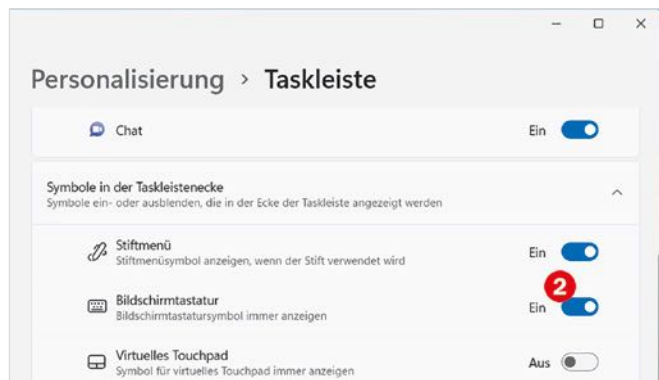 Personalisierung > Taskleiste
Chat Ein
Symbole in der Taskleistenecke
Symbole ein- oder ausblenden, die in der Ecke der Taskleiste angezeigt werden
Stiftmenü
Stiftmenüsymbol anzeigen, wenn der Stift verwendet wird
Ein
2
Bildschirmtastatur
Bildschirmtastatursymbol immer anzeigen
Ein
Virtuelles Touchpad
Symbol für virtuelles Touchpad immer anzeigen
Aus